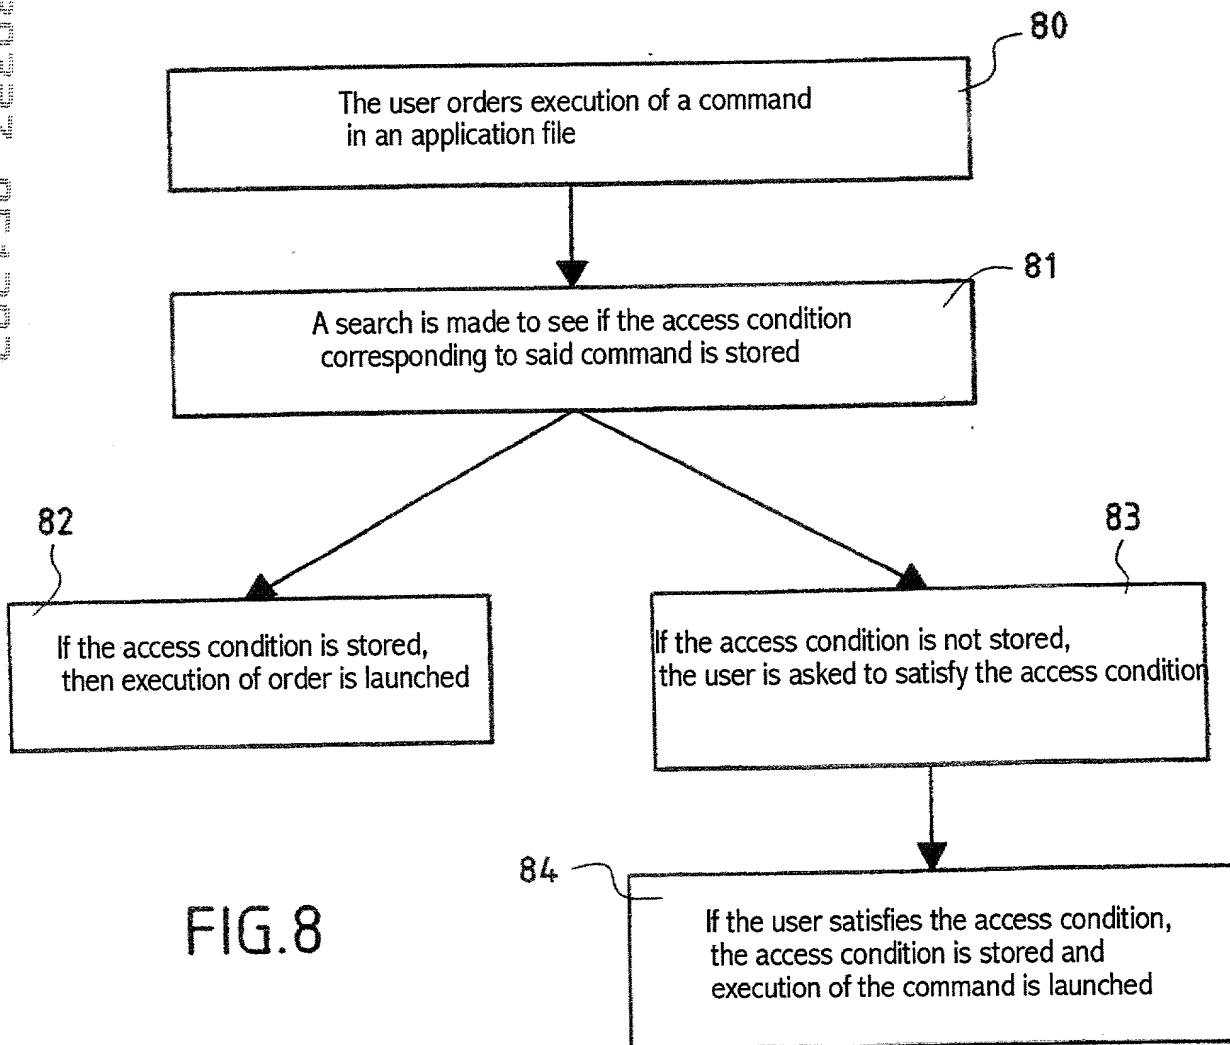 80
The user orders execution of a command
in an application file
81
A search is made to see if the access condition
corresponding to said command is stored
82
If the access condition is stored,
then execution of order is launched
83
If the access condition is not stored,
the user is asked to satisfy the access condition
84
If the user satisfies the access condition,
the access condition is stored and
execution of the command is launched
FIG.8